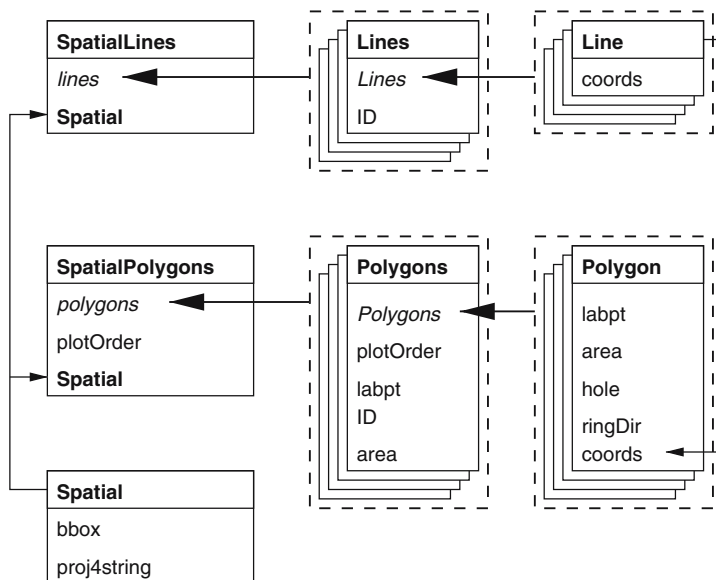 SpatialLines
lines
Spatial
Lines
Lines
ID
Line
coords
SpatialPolygons
polygons
plotOrder
Spatial
Polygons
Polygons
plotOrder
labpt
ID
area
Polygon
labpt
area
hole
ringDir
coords
Spatial
bbox
proj4string